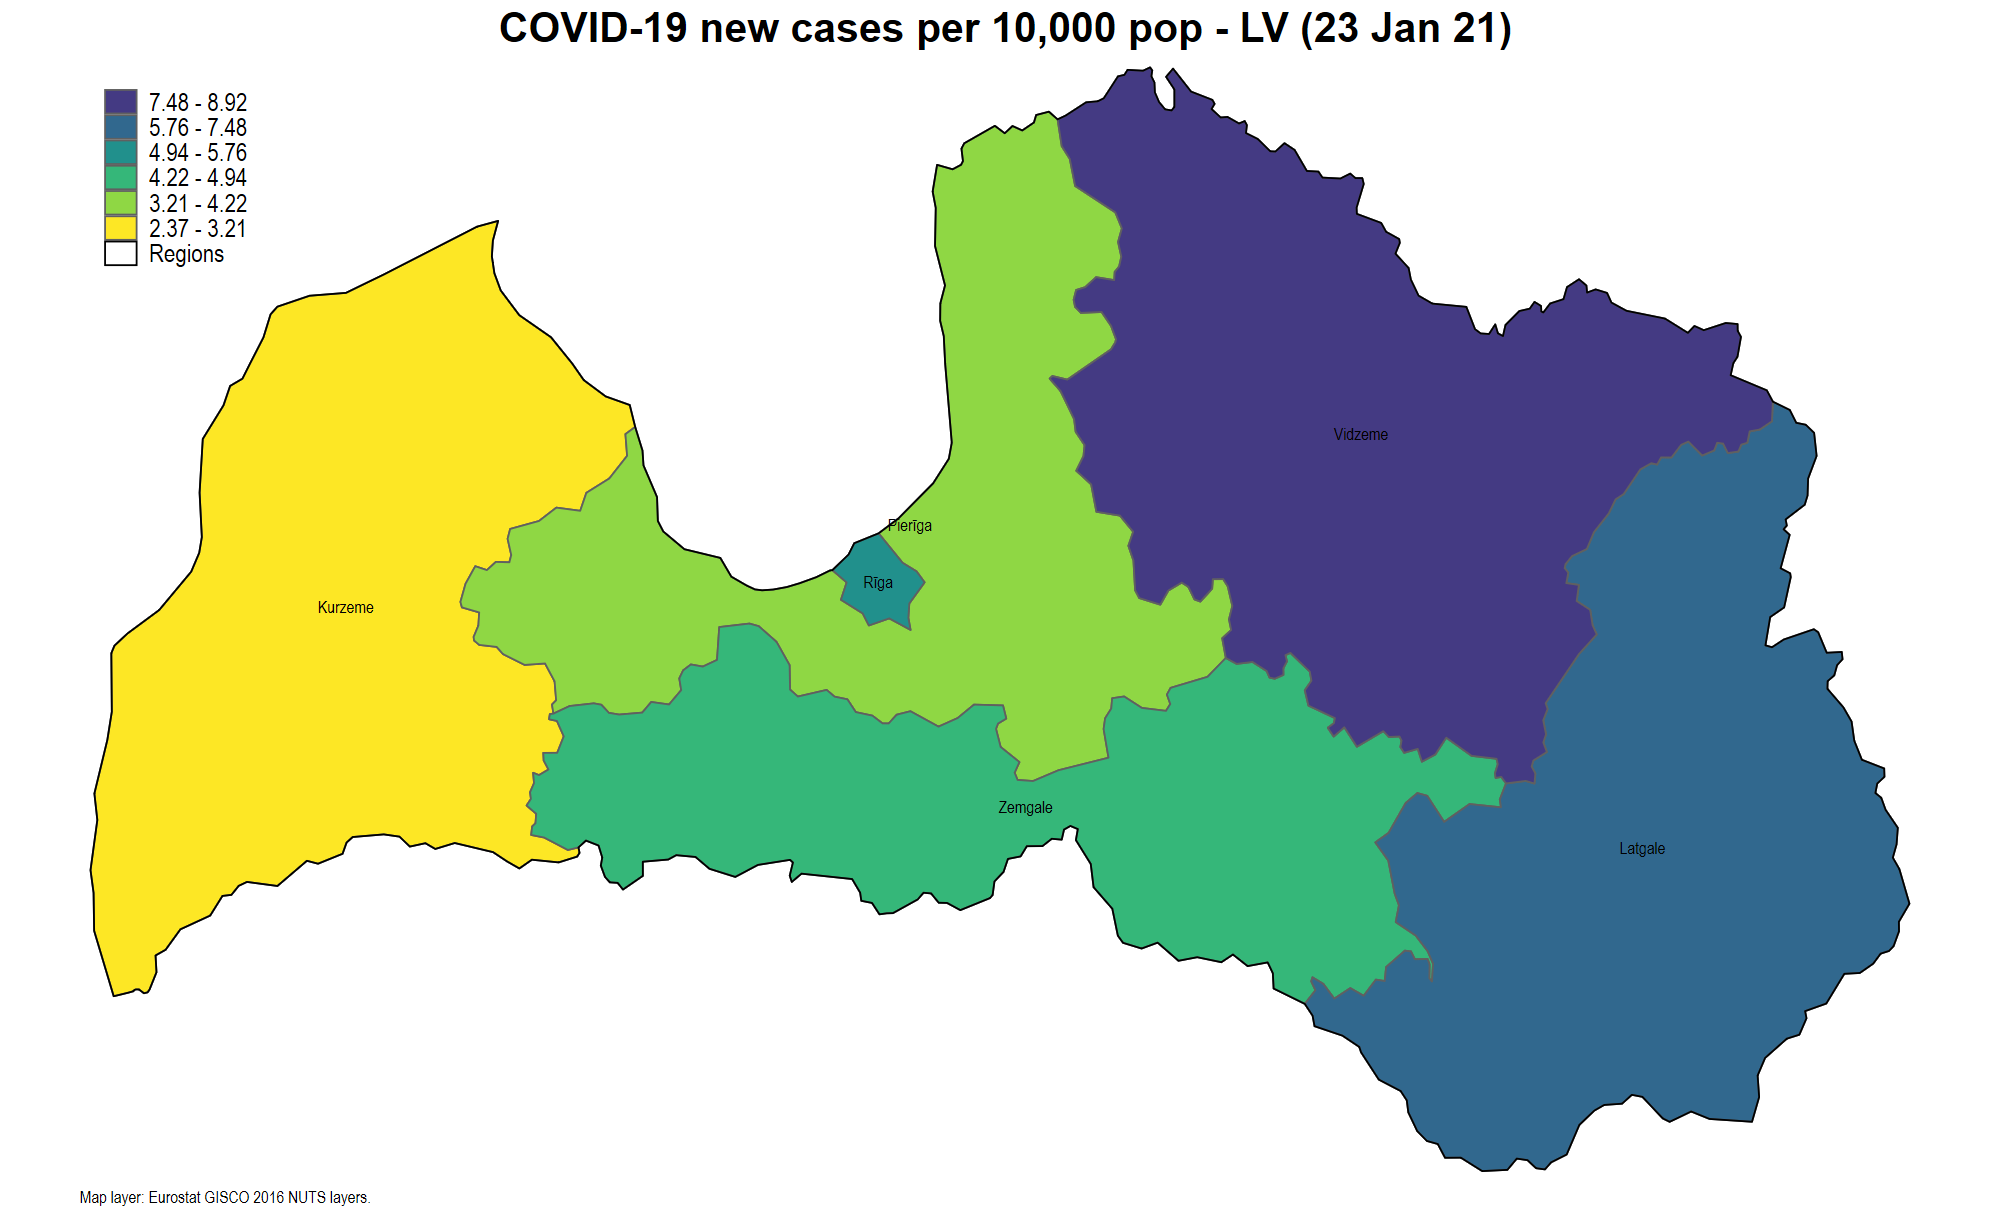 COVID-19 new cases per 10,000 pop - LV (23 Jan 21)
7.48 - 8.92
5.76 - 7.48
4.94 - 5.76
4.22 - 4.94
3.21 - 4.22
2.37 - 3.21
Regions
Vidzeme
Pierīga
Rīga
Kurzeme
Zemgale
Latgale
Map layer: Eurostat GISCO 2016 NUTS layers.